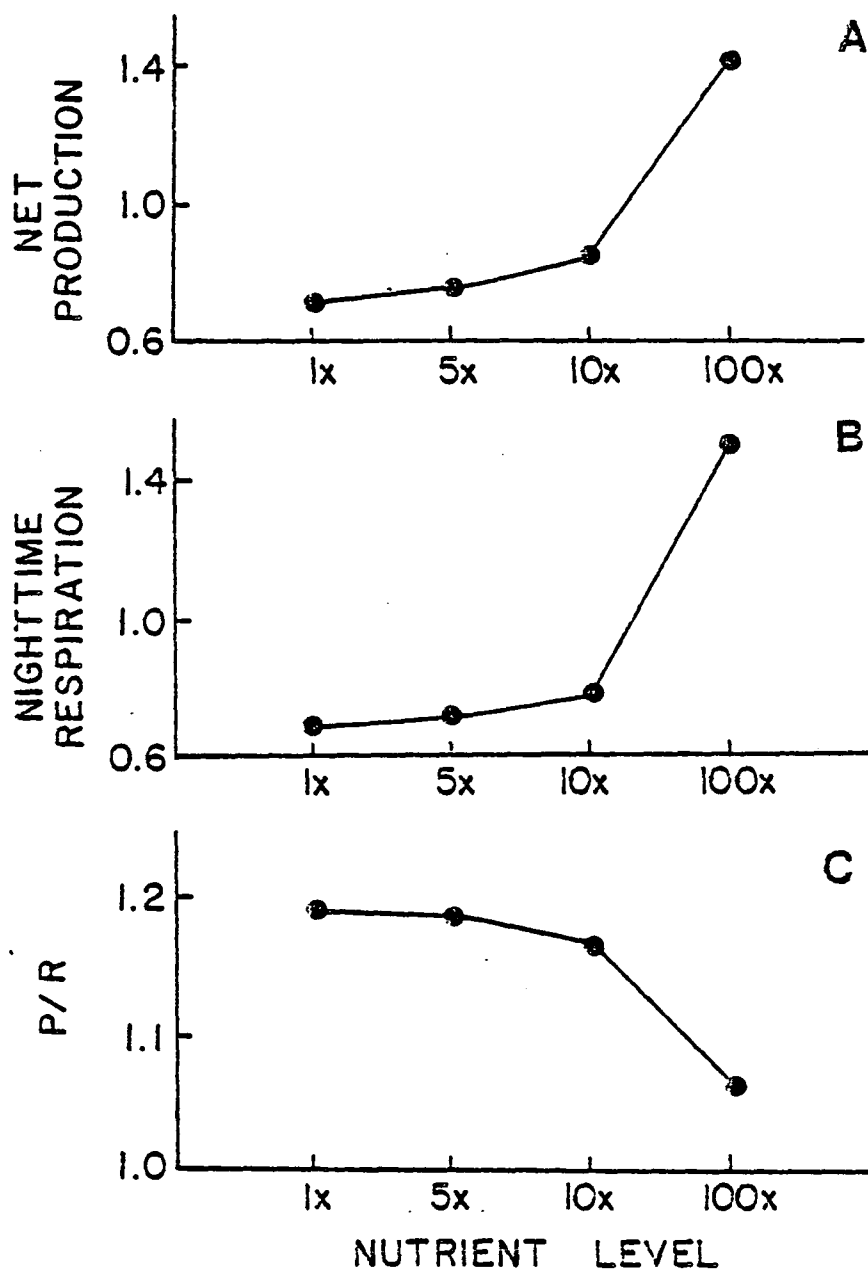 A
NET
PRODUCTION
1.4
1.0
0.6
1x 5x 10x 100x
B
NIGHTTIME
RESPIRATION
1.4
1.0
0.6
1x 5x 10x 100x
C
P/R
1.2
1.1
1.0
1x 5x 10x 100x
NUTRIENT LEVEL